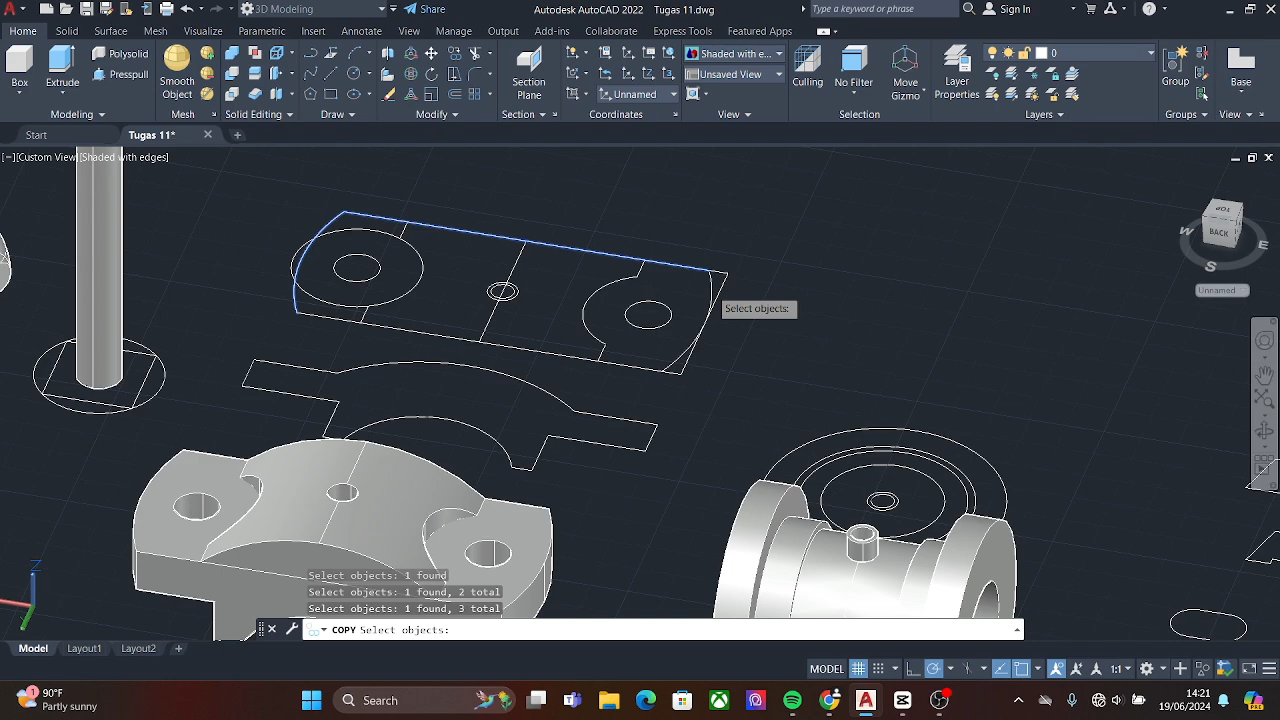 3D Modeling
Share
Autodesk AutoCAD 2022 Tugas 11.dwg
Type a keyword or phrase
Sign In
Home Solid Surface Mesh Visualize Parametric Insert Annotate View Manage Output Add-ins Collaborate Express Tools Featured Apps
Box
Extrude
Polysolid
Presspull
Smooth
Object
Section
Plane
Shaded with e...
Unsaved View
Unnamed
Culling
No Filter
Move
Gizmo
Layer
Properties
0
Group
Base
Modeling
Mesh
Solid Editing
Draw
Modify
Section
Coordinates
View
Selection
Layers
Groups
View
Start
Tugas 11*
[−][Custom View][Shaded with edges]
TOP
BACK
W
E
S
Unnamed
Select objects:
Z
Select objects: 1 found
Select objects: 1 found, 2 total
Select objects: 1 found, 3 total
COPY Select objects:
Model
Layout1
Layout2
MODEL
1:1
1
90°F
Partly sunny
Search
14:21
19/06/2024